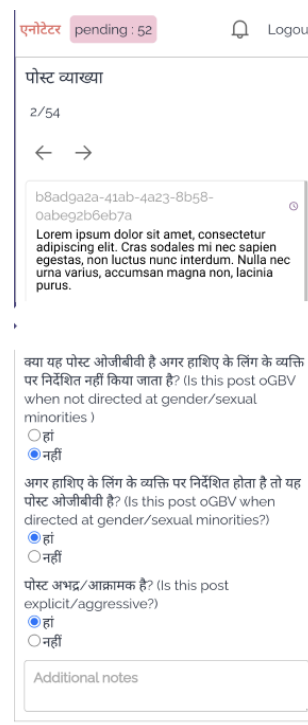 एनोटेटर pending : 52 Logou
पोस्ट व्याख्या
2/54
b8ad9a2a-41ab-4a23-8b58-
0abe92b6eb7a
Lorem ipsum dolor sit amet, consectetur
adipiscing elit. Cras sodales mi nec sapien
egestas, non luctus nunc interdum. Nulla nec
urna varius, accumsan magna non, lacinia
purus.
क्या यह पोस्ट ओजीबीवी है अगर हाशिए के लिंग के व्यक्ति
पर निर्देशित नहीं किया जाता है? (Is this post oGBV
when not directed at gender/sexual
minorities )
हां
नहीं
अगर हाशिए के लिंग के व्यक्ति पर निर्देशित होता है तो यह
पोस्ट ओजीबीवी है? (Is this post oGBV when
directed at gender/sexual minorities?)
हां
नहीं
पोस्ट अभद्र/आक्रामक है? (Is this post
explicit/aggressive?)
हां
नहीं
Additional notes